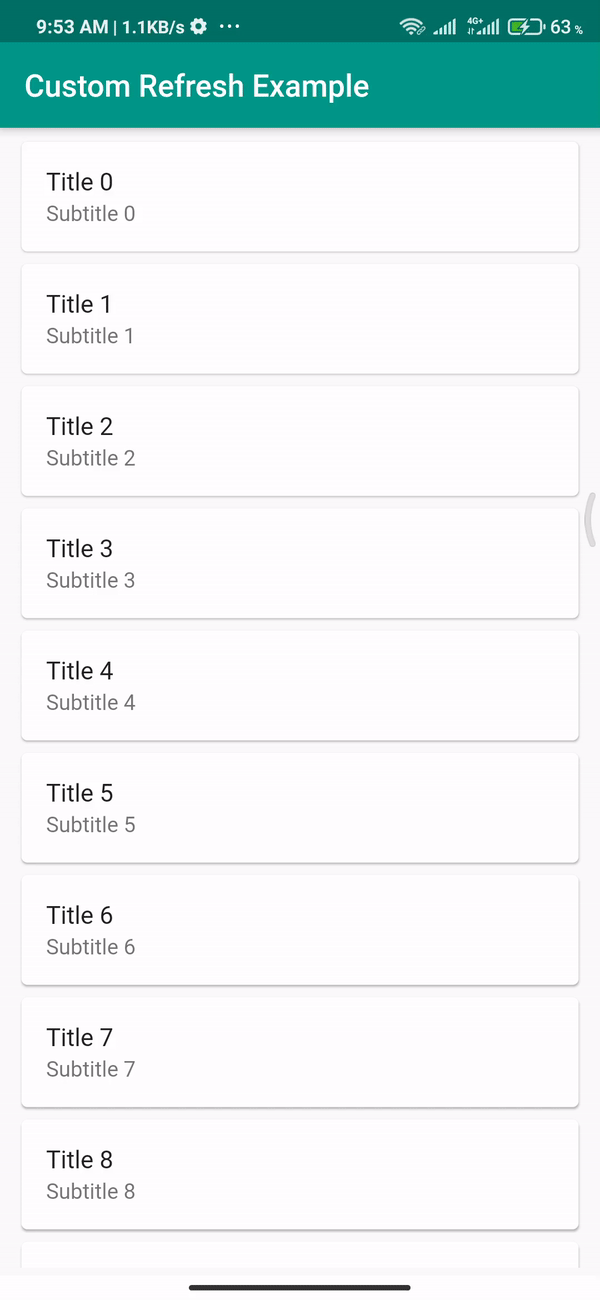 9:53 AM | 1.1KB/s ... 4G+ 63 %
Custom Refresh Example
Title 0
Subtitle 0
Title 1
Subtitle 1
Title 2
Subtitle 2
Title 3
Subtitle 3
Title 4
Subtitle 4
Title 5
Subtitle 5
Title 6
Subtitle 6
Title 7
Subtitle 7
Title 8
Subtitle 8